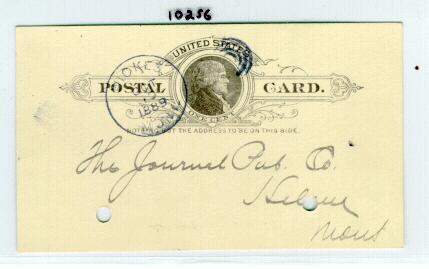 10256
UNITED STATES
POSTAL CARD.
ONE CENT
1889
NOTHING BUT THE ADDRESS TO BE ON THIS SIDE.
The Journal Pub. Co.
Helena
Mont